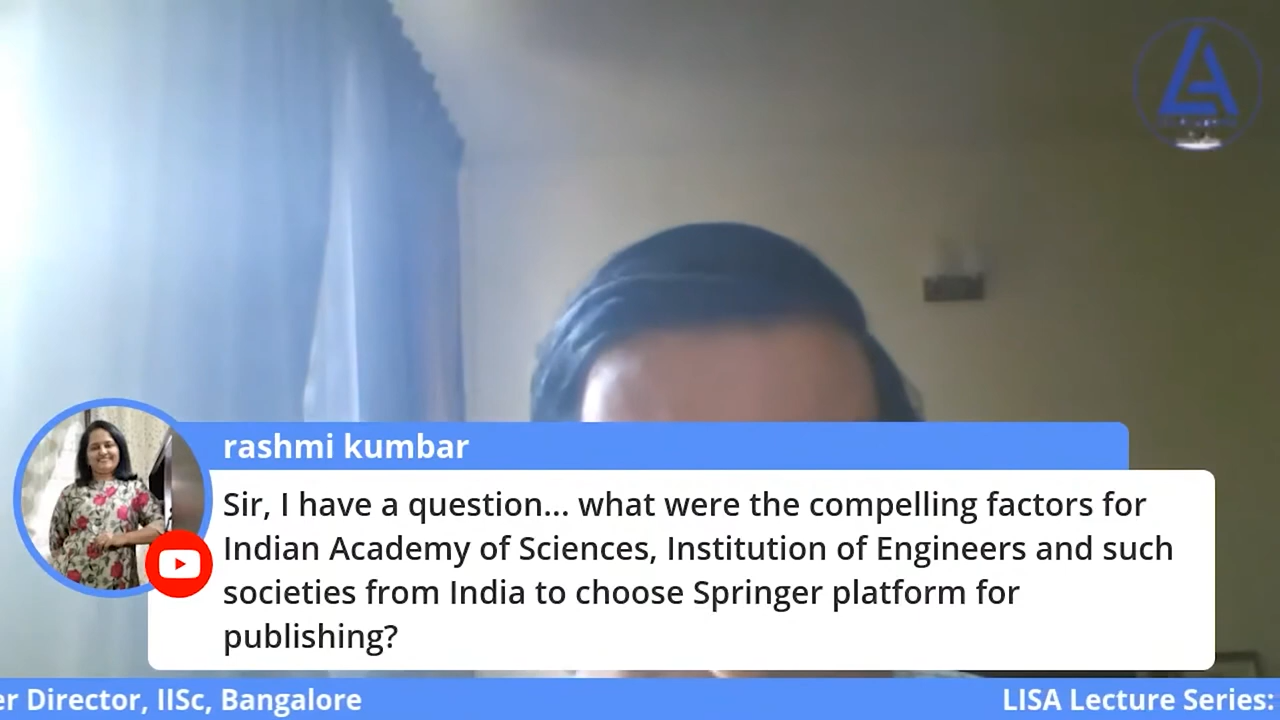 rashmi kumbar
Sir, I have a question... what were the compelling factors for
Indian Academy of Sciences, Institution of Engineers and such
societies from India to choose Springer platform for
publishing?
er Director, IISc, Bangalore
LISA Lecture Series: